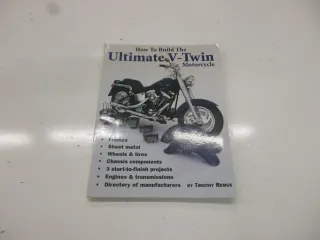 How To Build The
Ultimate V-Twin
Motorcycle
• Frames
• Sheet metal
• Wheels & tires
• Chassis components
• 3 start-to-finish projects
• Engines & transmissions
• Directory of manufacturers
BY TIMOTHY REMUS